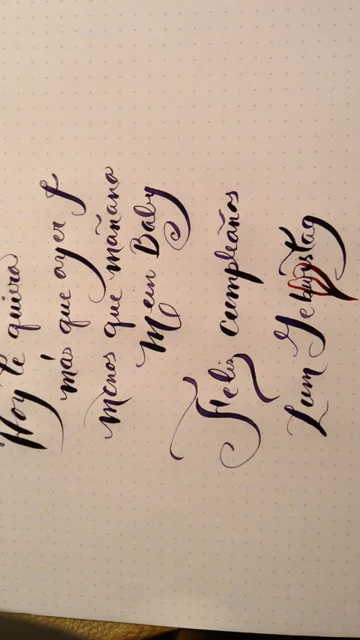 Hoy te quiero
más que ayer &
Menos que mañana
Mein Baby
Feliz cumpleaños
Zum Geburtstag